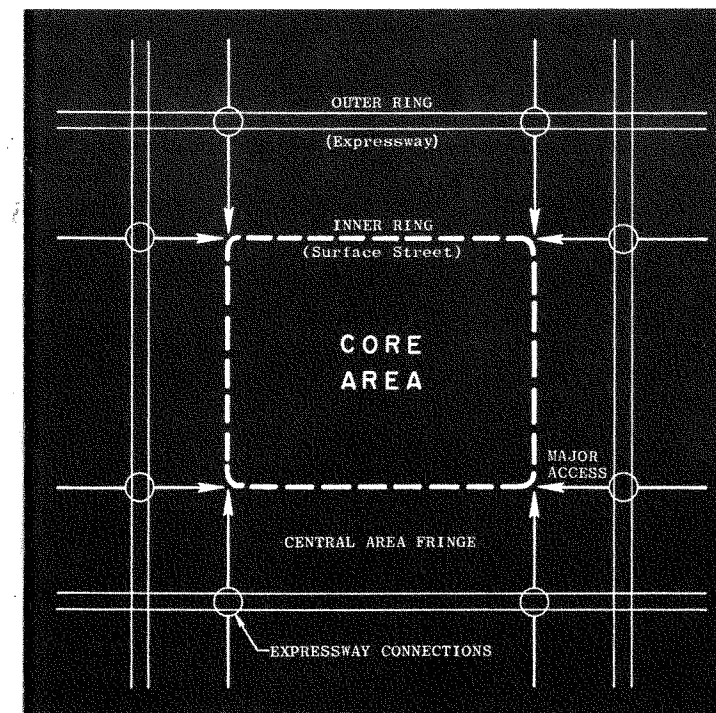 OUTER RING
(Expressway)
INNER RING
(Surface Street)
CORE
AREA
MAJOR
ACCESS
CENTRAL AREA FRINGE
EXPRESSWAY CONNECTIONS